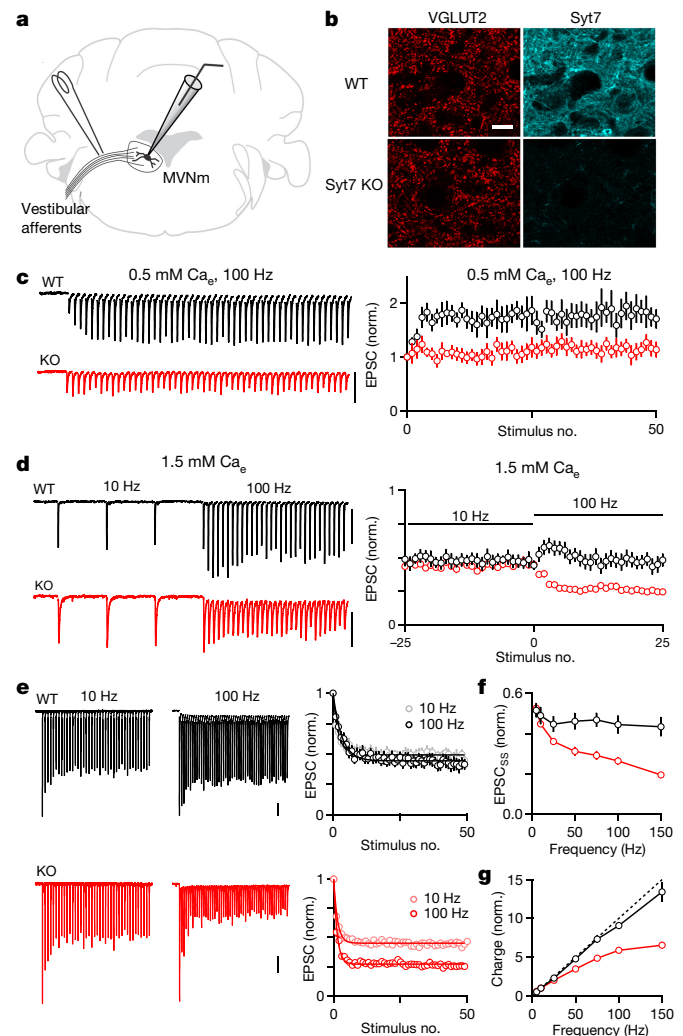 a
MVNm
Vestibular
afferents
b
VGLUT2 Syt7
WT
Syt7 KO
c
0.5 mM Cae, 100 Hz
WT
KO
0.5 mM Cae, 100 Hz
EPSC (norm.)
2
1
0
0 50
Stimulus no.
d
1.5 mM Cae
WT
10 Hz 100 Hz
KO
1.5 mM Cae
10 Hz
100 Hz
EPSC (norm.)
1
0
−25 0 25
Stimulus no.
e
WT
10 Hz 100 Hz
EPSC (norm.)
1
0
10 Hz
100 Hz
0 50
Stimulus no.
KO
EPSC (norm.)
1
0
10 Hz
100 Hz
0 50
Stimulus no.
f
EPSCSS (norm.)
0.6
0.0
0 50 100 150
Frequency (Hz)
g
Charge (norm.)
15
10
5
0
0 50 100 150
Frequency (Hz)